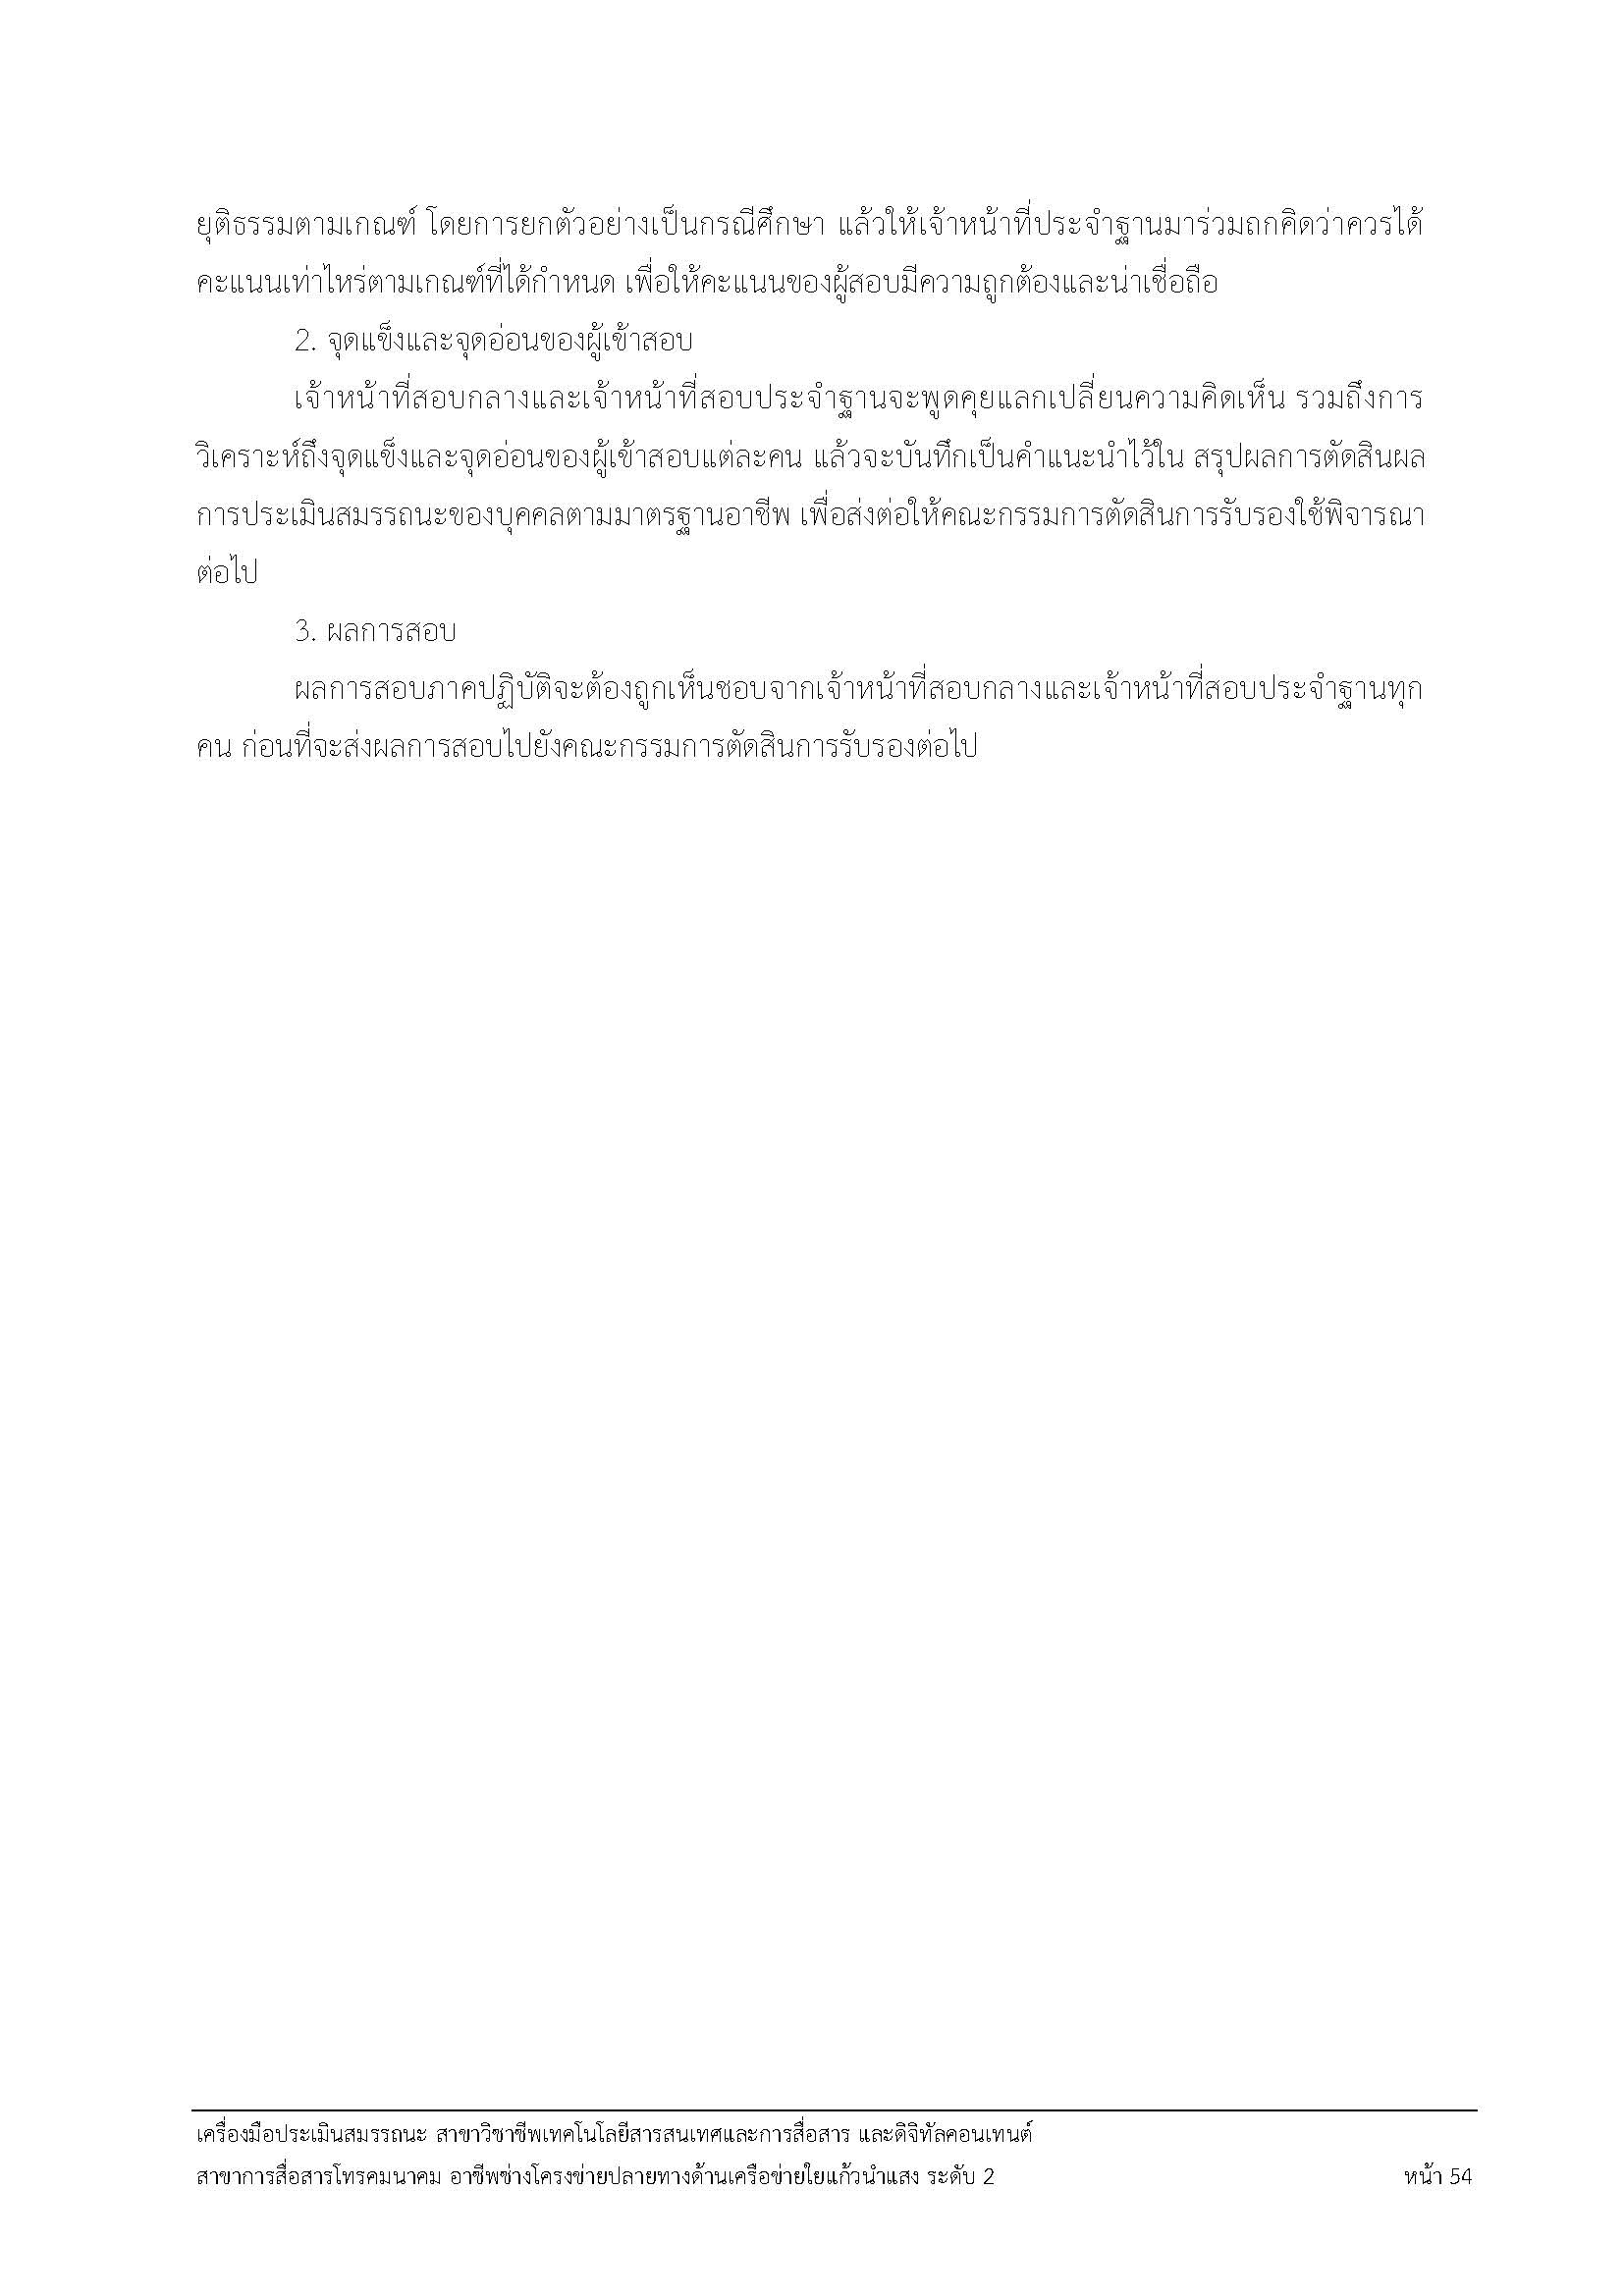 ยุติธรรมตามเกณฑ์ โดยการยกตัวอย่างเป็นกรณีศึกษา แล้วให้เจ้าหน้าที่ประจำฐานมาร่วมถกคิดว่าควรได้
คะแนนเท่าไหร่ตามเกณฑ์ที่ได้กำหนด เพื่อให้คะแนนของผู้สอบมีความถูกต้องและน่าเชื่อถือ
2. จุดแข็งและจุดอ่อนของผู้เข้าสอบ
เจ้าหน้าที่สอบกลางและเจ้าหน้าที่สอบประจำฐานจะพูดคุยแลกเปลี่ยนความคิดเห็น รวมถึงการ
วิเคราะห์ถึงจุดแข็งและจุดอ่อนของผู้เข้าสอบแต่ละคน แล้วจะบันทึกเป็นคำแนะนำไว้ใน สรุปผลการตัดสินผล
การประเมินสมรรถนะของบุคคลตามมาตรฐานอาชีพ เพื่อส่งต่อให้คณะกรรมการตัดสินการรับรองใช้พิจารณา
ต่อไป
3. ผลการสอบ
ผลการสอบภาคปฏิบัติจะต้องถูกเห็นชอบจากเจ้าหน้าที่สอบกลางและเจ้าหน้าที่สอบประจำฐานทุก
คน ก่อนที่จะส่งผลการสอบไปยังคณะกรรมการตัดสินการรับรองต่อไป
เครื่องมือประเมินสมรรถนะ สาขาวิชาชีพเทคโนโลยีสารสนเทศและการสื่อสาร และดิจิทัลคอนเทนต์
สาขาการสื่อสารโทรคมนาคม อาชีพช่างโครงข่ายปลายทางด้านเครือข่ายใยแก้วนำแสง ระดับ 2 หน้า 54